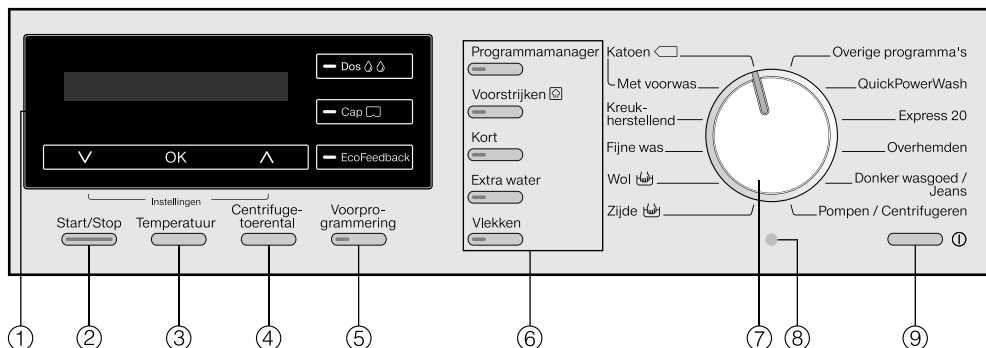 Dos
Cap
EcoFeedback
OK
Instellingen
Start/Stop
Temperatuur
Centrifuge-
toerental
Voorpro-
grammering
Programmamanager
Voorstrijken
Kort
Extra water
Vlekken
Katoen
Met voorwas
Kreuk-
herstellend
Fijne was
Wol
Zijde
Overige programma's
QuickPowerWash
Express 20
Overhemden
Donker wasgoed /
Jeans
Pompen / Centrifugeren
1
2
3
4
5
6
7
8
9